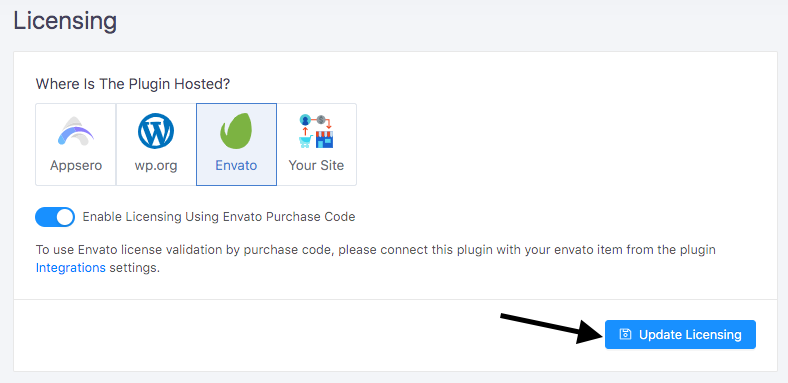 Licensing
Where Is The Plugin Hosted?
Appsero wp.org Envato Your Site
Enable Licensing Using Envato Purchase Code
To use Envato license validation by purchase code, please connect this plugin with your envato item from the plugin
Integrations settings.
Update Licensing